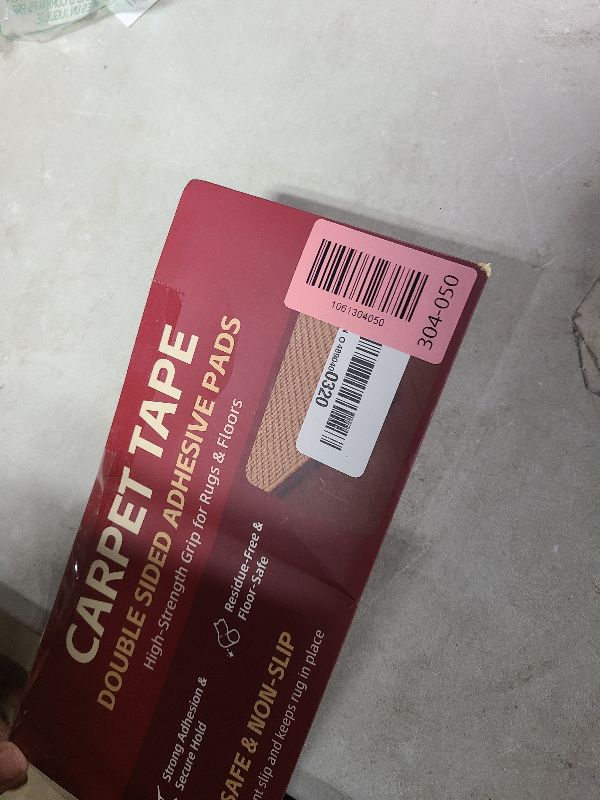 CARPET TAPE
DOUBLE SIDED ADHESIVE PADS
High-Strength Grip for Rugs & Floors
Strong Adhesion &
Secure Hold
Residue-Free &
Floor-Safe
SAFE & NON-SLIP
nt slip and keeps rug in place
1061304050
304-050
0320